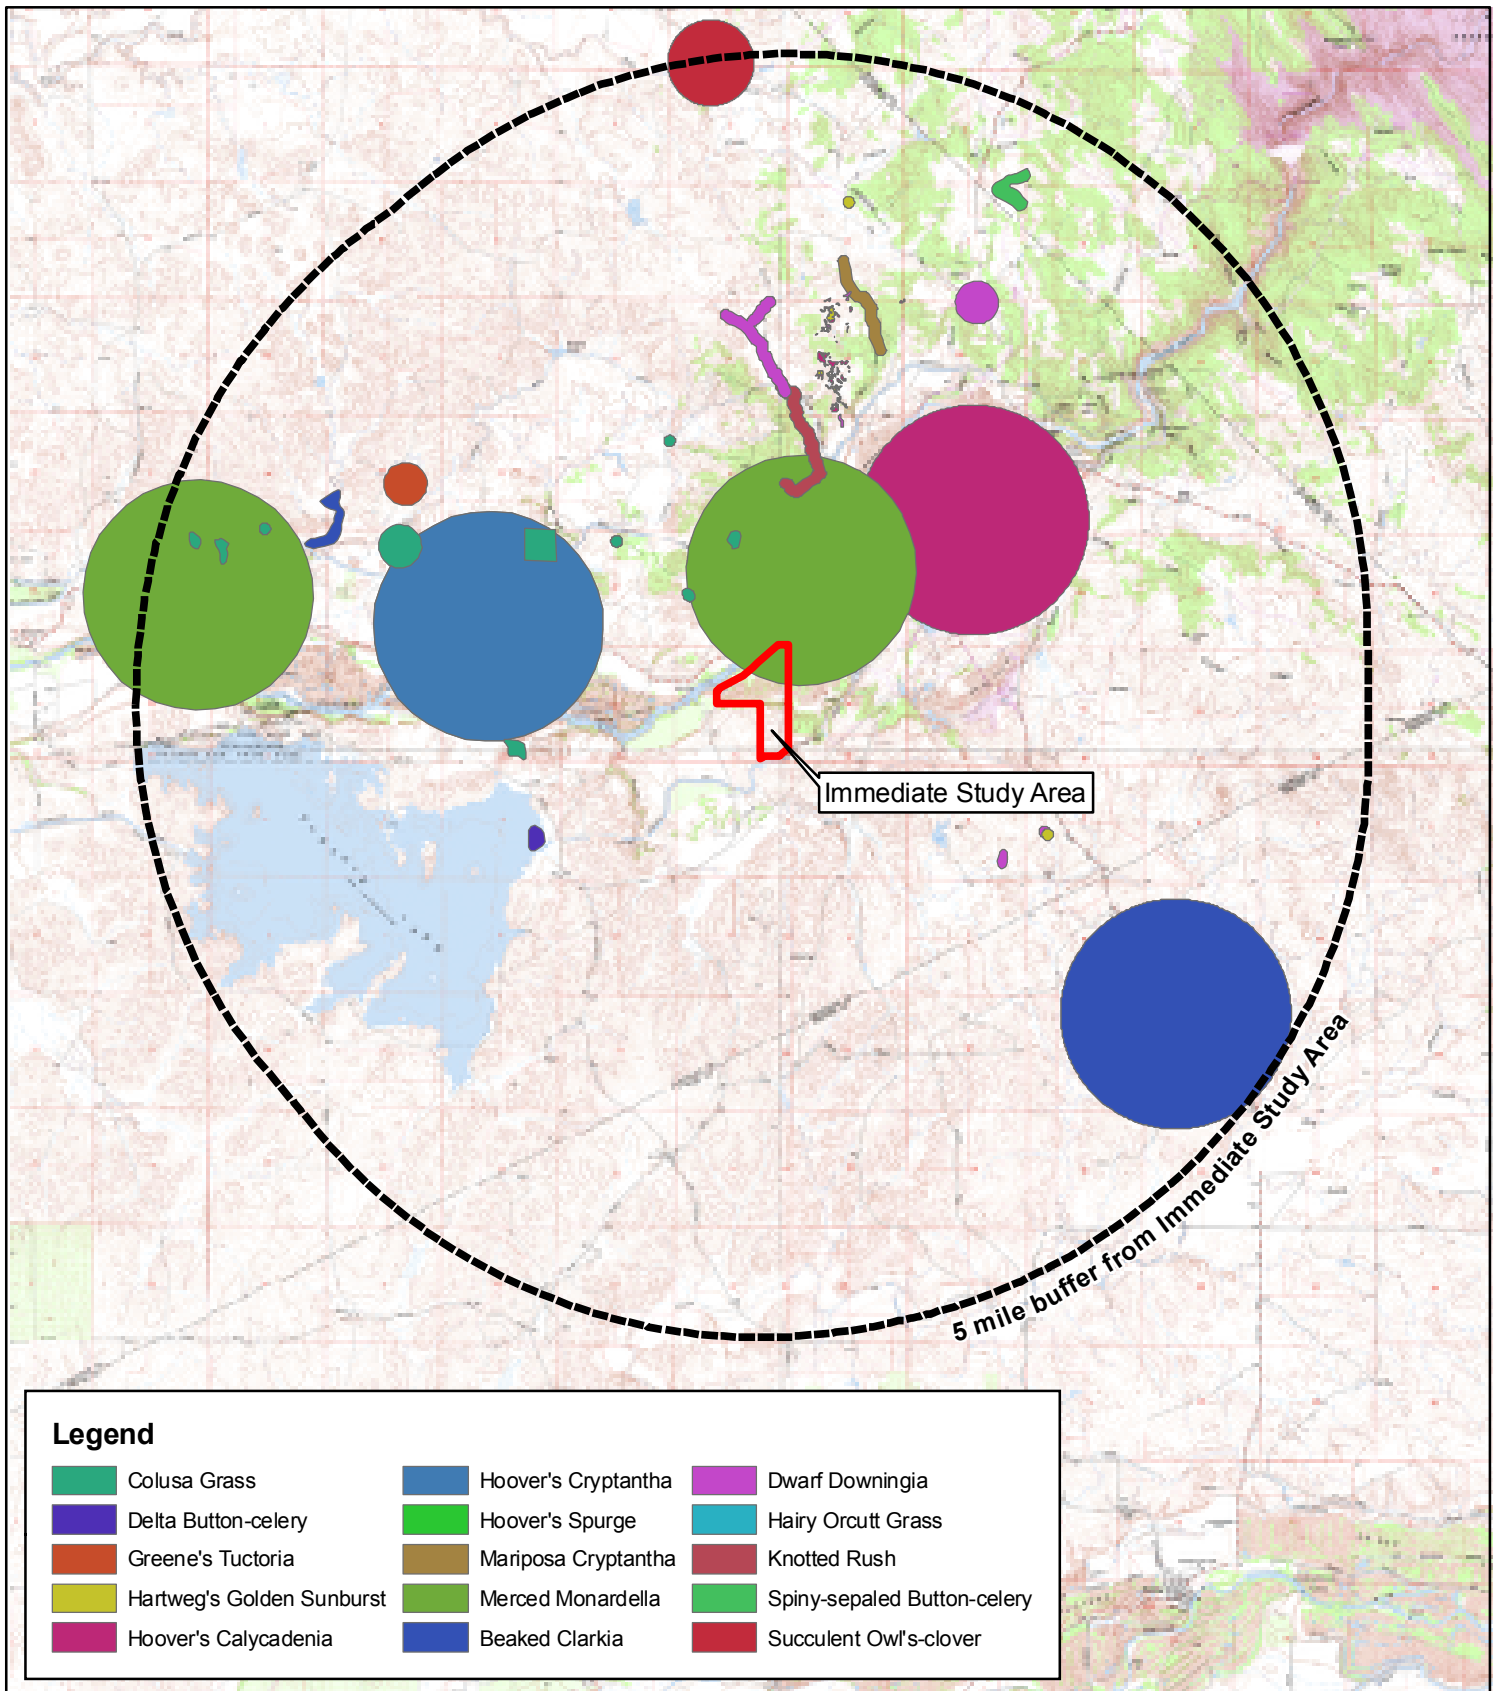 Immediate Study Area
5 mile buffer from Immediate Study Area
Legend
Colusa Grass
Delta Button-celery
Greene's Tuctoria
Hartweg's Golden Sunburst
Hoover's Calycadenia
Hoover's Cryptantha
Hoover's Spurge
Mariposa Cryptantha
Merced Monardella
Beaked Clarkia
Dwarf Downingia
Hairy Orcutt Grass
Knotted Rush
Spiny-sepaled Button-celery
Succulent Owl's-clover